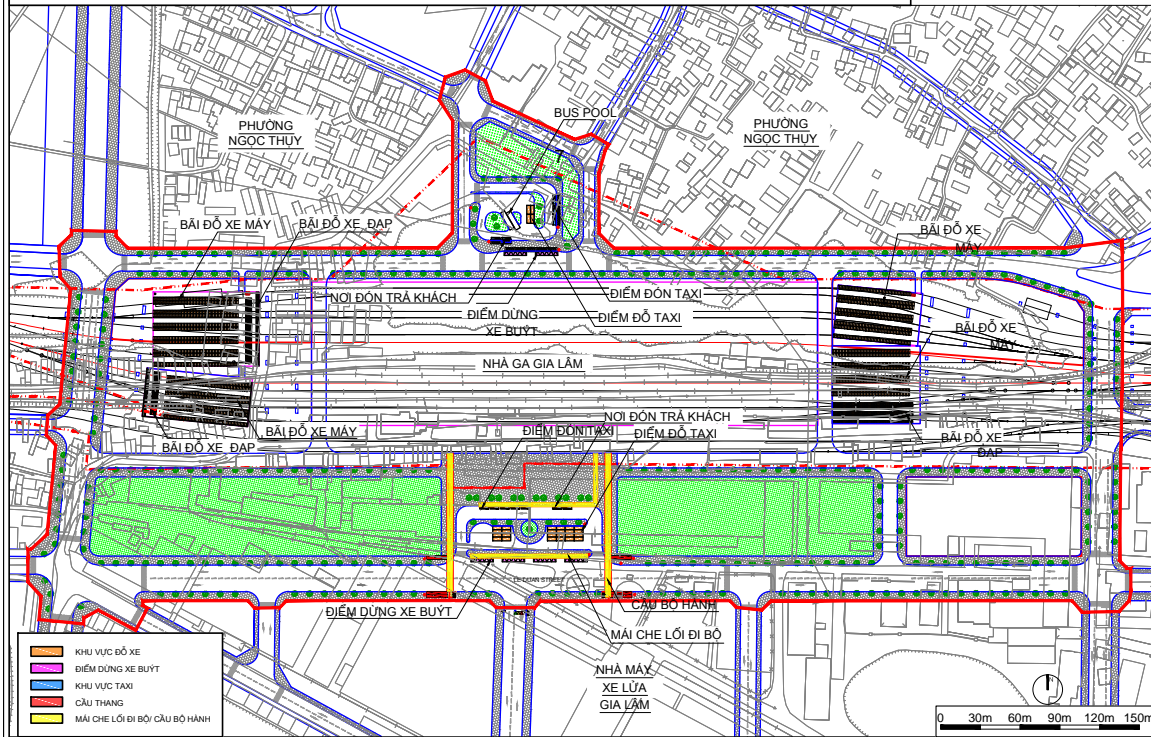 BUS POOL
PHƯỜNG
NGỌC THỤY
PHƯỜNG
NGỌC THỤY
BÃI ĐỖ XE MÁY
BÃI ĐỖ XE ĐẠP
BÃI ĐỖ XE
MÁY
NƠI ĐÓN TRẢ KHÁCH
ĐIỂM ĐÓN TAXI
ĐIỂM DỪNG
XE BUÝT
ĐIỂM ĐỖ TAXI
BÃI ĐỖ XE
MÁY
NHÀ GA GIA LÂM
NƠI ĐÓN TRẢ KHÁCH
BÃI ĐỖ XE MÁY
ĐIỂM ĐÓN TAXI
ĐIỂM ĐỖ TAXI
BÃI ĐỖ XE ĐẠP
BÃI ĐỖ XE
ĐẠP
LE DUAN STREET
ĐIỂM DỪNG XE BUÝT
CẦU BỘ HÀNH
MÁI CHE LỐI ĐI BỘ
NHÀ MÁY
XE LỬA
GIA LÂM
KHU VỰC ĐỖ XE
ĐIỂM DỪNG XE BUÝT
KHU VỰC TAXI
CẦU THANG
MÁI CHE LỐI ĐI BỘ/ CẦU BỘ HÀNH
0 30m 60m 90m 120m 150m